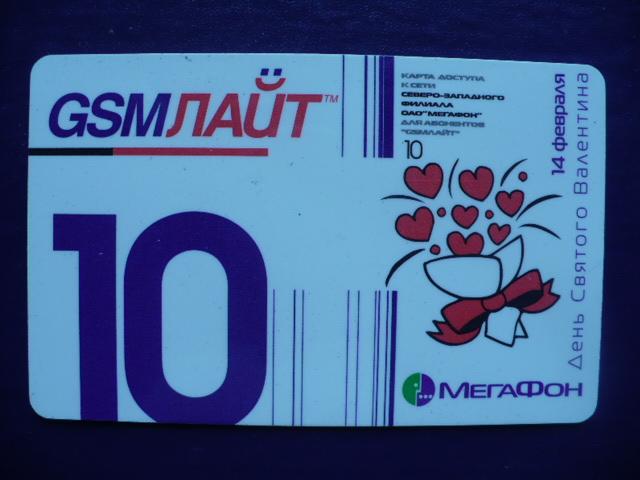 GSMЛАЙТ™
КАРТА ДОСТУПА
К СЕТИ
СЕВЕРО-ЗАПАДНОГО
ФИЛИАЛА
ОАО"МЕГАФОН"
ДЛЯ АБОНЕНТОВ
"GSMЛАЙТ"
10
14 февраля
День Святого Валентина
10
МЕГАФОН